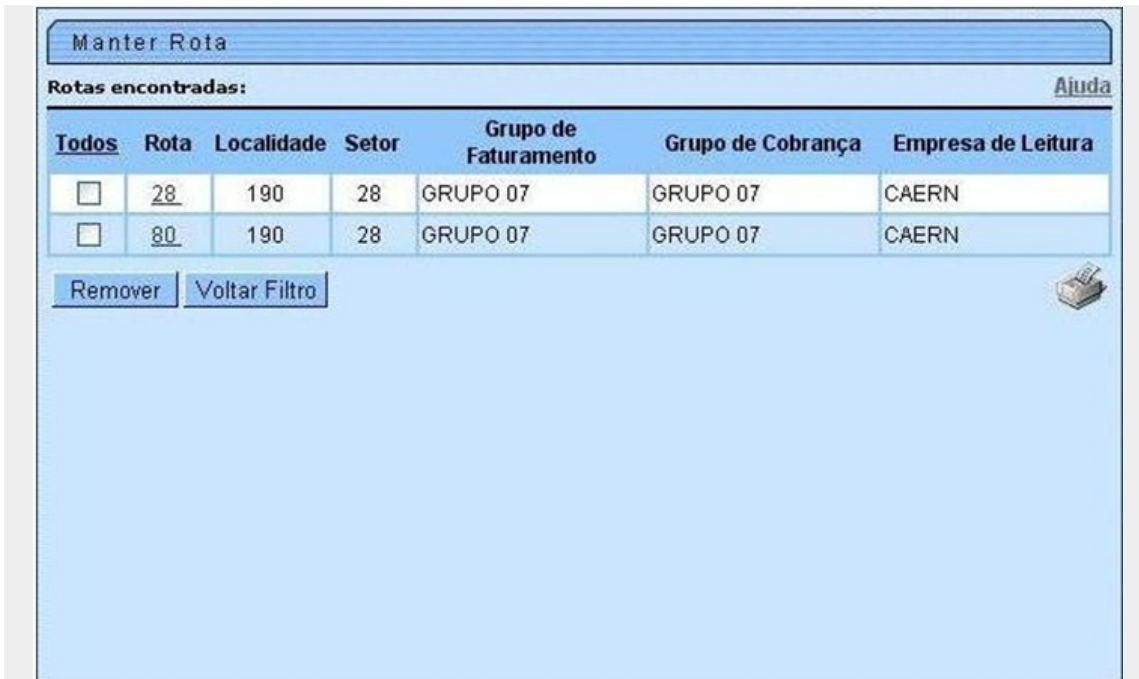 Manter Rota
Rotas encontradas: Ajuda
Todos Rota Localidade Setor Grupo de Faturamento Grupo de Cobrança Empresa de Leitura
28 190 28 GRUPO 07 GRUPO 07 CAERN
80 190 28 GRUPO 07 GRUPO 07 CAERN
Remover Voltar Filtro